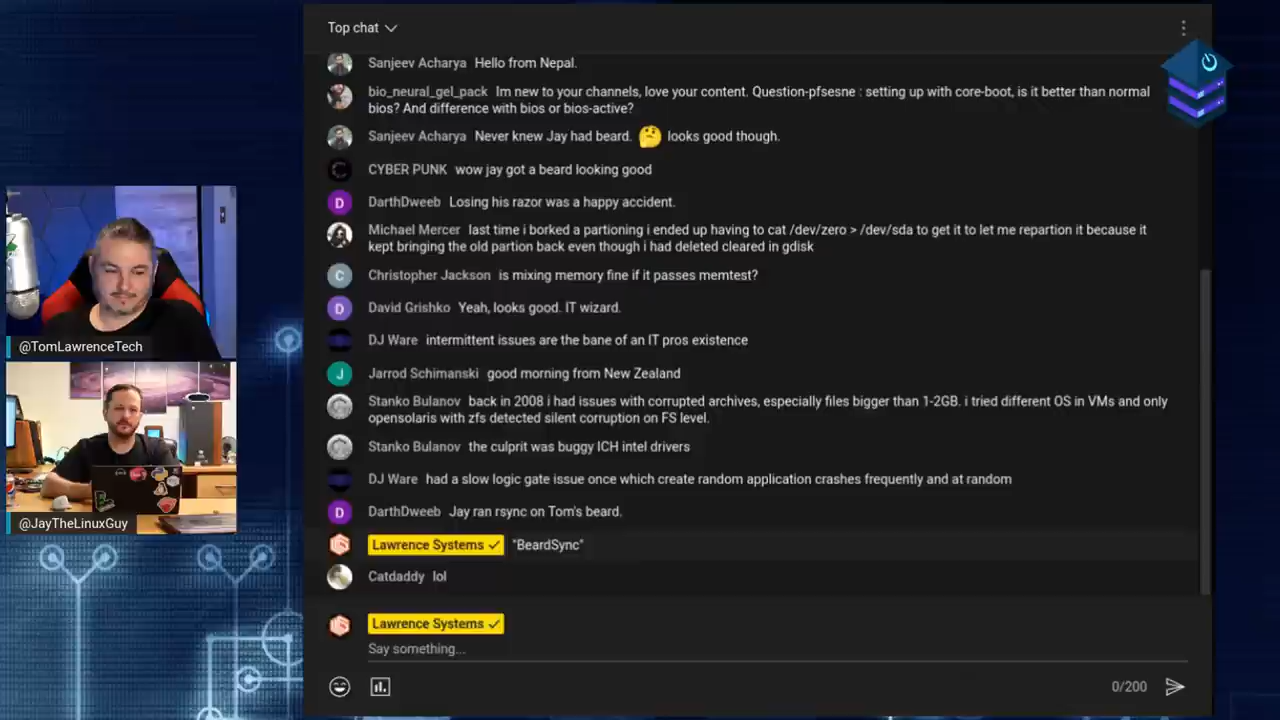 Top chat
Sanjeev Acharya Hello from Nepal.
bio_neural_gel_pack Im new to your channels, love your content. Question-pfsesne : setting up with core-boot, is it better than normal
bios? And difference with bios or bios-active?
Sanjeev Acharya Never knew Jay had beard. 🤔 looks good though.
CYBER PUNK wow jay got a beard looking good
D DarthDweeb Losing his razor was a happy accident.
Michael Mercer last time i borked a partioning i ended up having to cat /dev/zero > /dev/sda to get it to let me repartion it because it
kept bringing the old partion back even though i had deleted cleared in gdisk
C Christopher Jackson is mixing memory fine if it passes memtest?
D David Grishko Yeah, looks good. IT wizard.
DJ Ware intermittent issues are the bane of an IT pros existence
J Jarrod Schimanski good morning from New Zealand
Stanko Bulanov back in 2008 i had issues with corrupted archives, especially files bigger than 1-2GB. i tried different OS in VMs and only
opensolaris with zfs detected silent corruption on FS level.
Stanko Bulanov the culprit was buggy ICH intel drivers
DJ Ware had a slow logic gate issue once which create random application crashes frequently and at random
D DarthDweeb Jay ran rsync on Tom's beard.
Lawrence Systems ✓ "BeardSync"
Catdaddy lol
Lawrence Systems ✓
Say something...
0/200
@TomLawrenceTech
@JayTheLinuxGuy